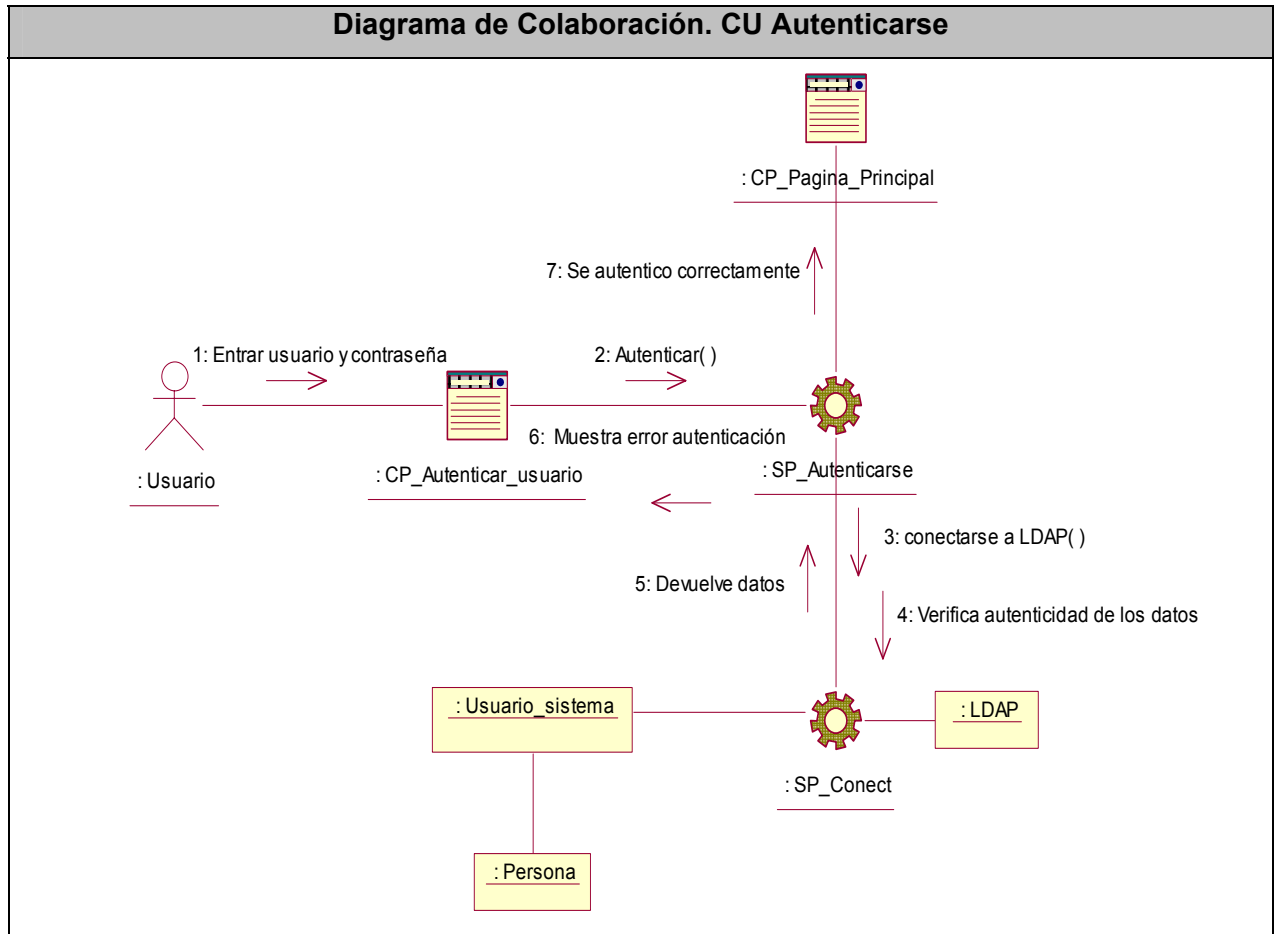 Diagrama de Colaboración. CU Autenticarse
: CP_Pagina_Principal
7: Se autentico correctamente
1: Entrar usuario y contraseña
2: Autenticar( )
6: Muestra error autenticación
: Usuario
: CP_Autenticar_usuario
: SP_Autenticarse
3: conectarse a LDAP( )
5: Devuelve datos
4: Verifica autenticidad de los datos
: Usuario_sistema
: LDAP
: SP_Conect
: Persona